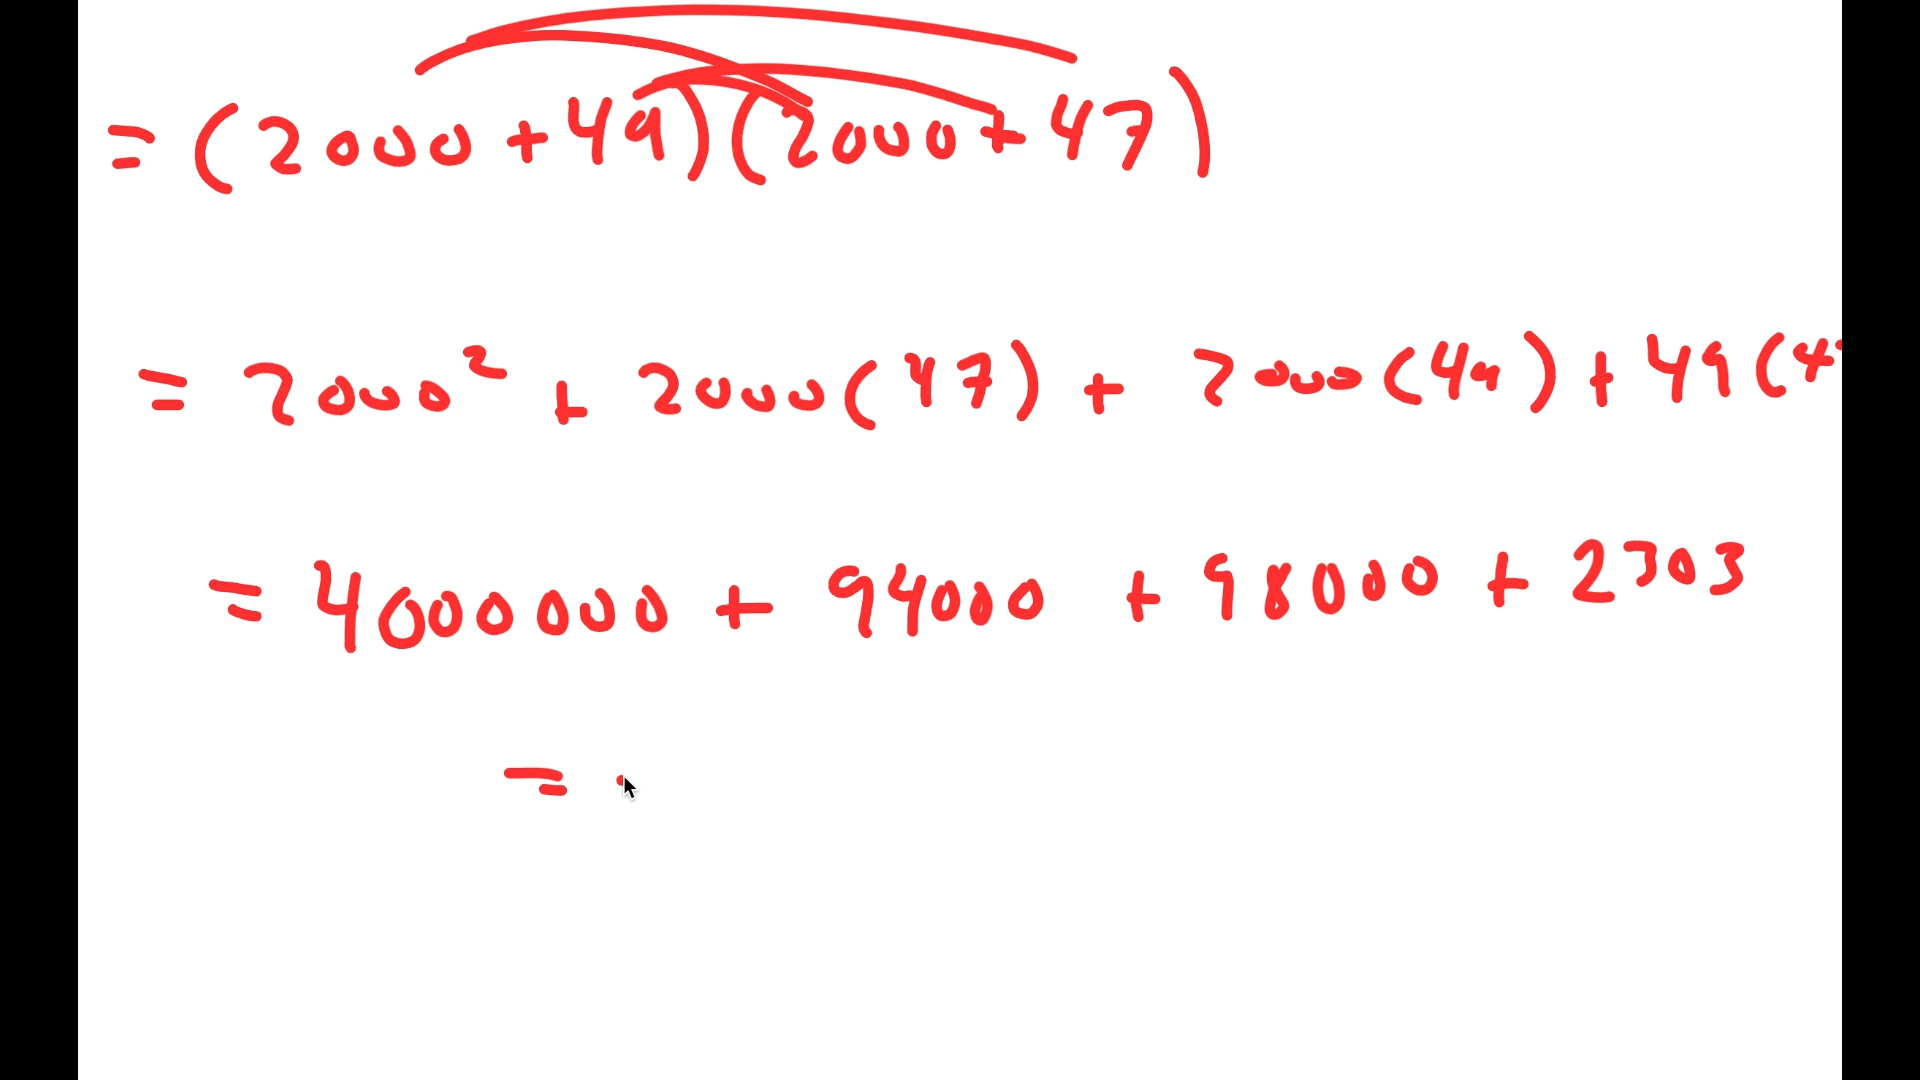 = (2000 + 49)(2000 + 47)
= 2000² + 2000(47) + 2000(49) + 49(4
= 4000000 + 94000 + 98000 + 2303
=